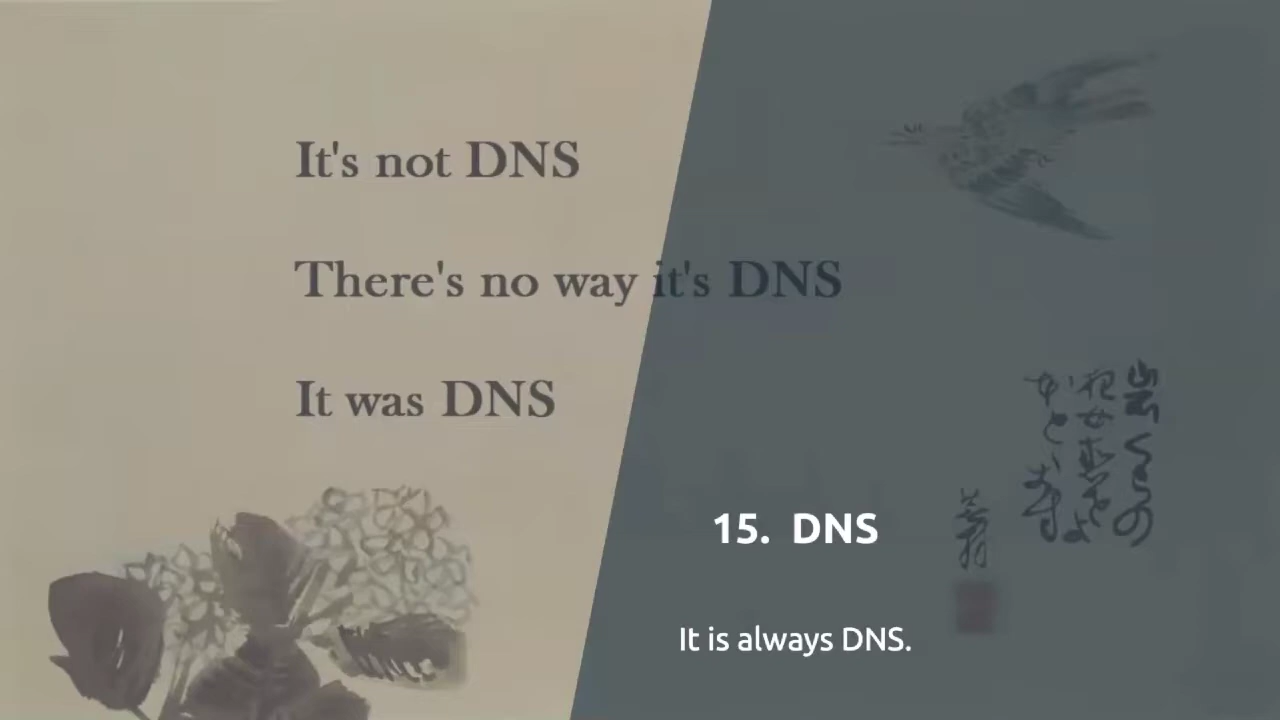 It's not DNS
There's no way it's DNS
It was DNS
15. DNS
It is always DNS.